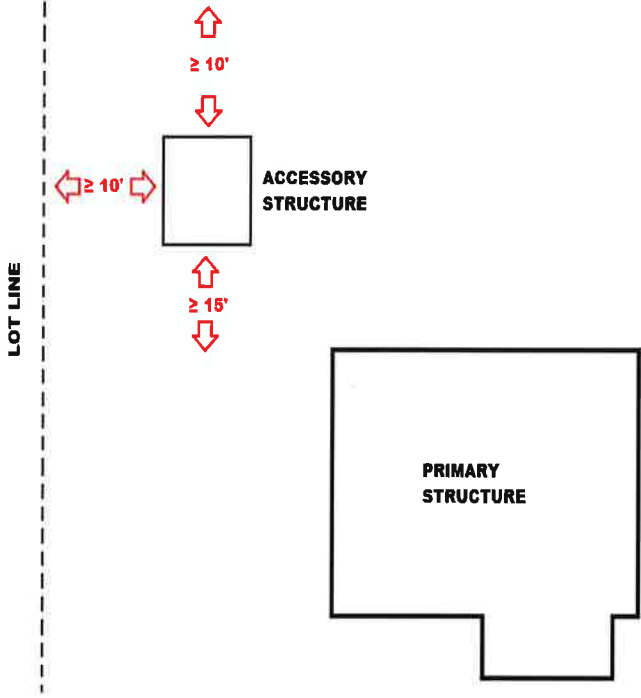 ≥ 10'
≥ 10'
ACCESSORY
STRUCTURE
≥ 15'
LOT LINE
PRIMARY
STRUCTURE